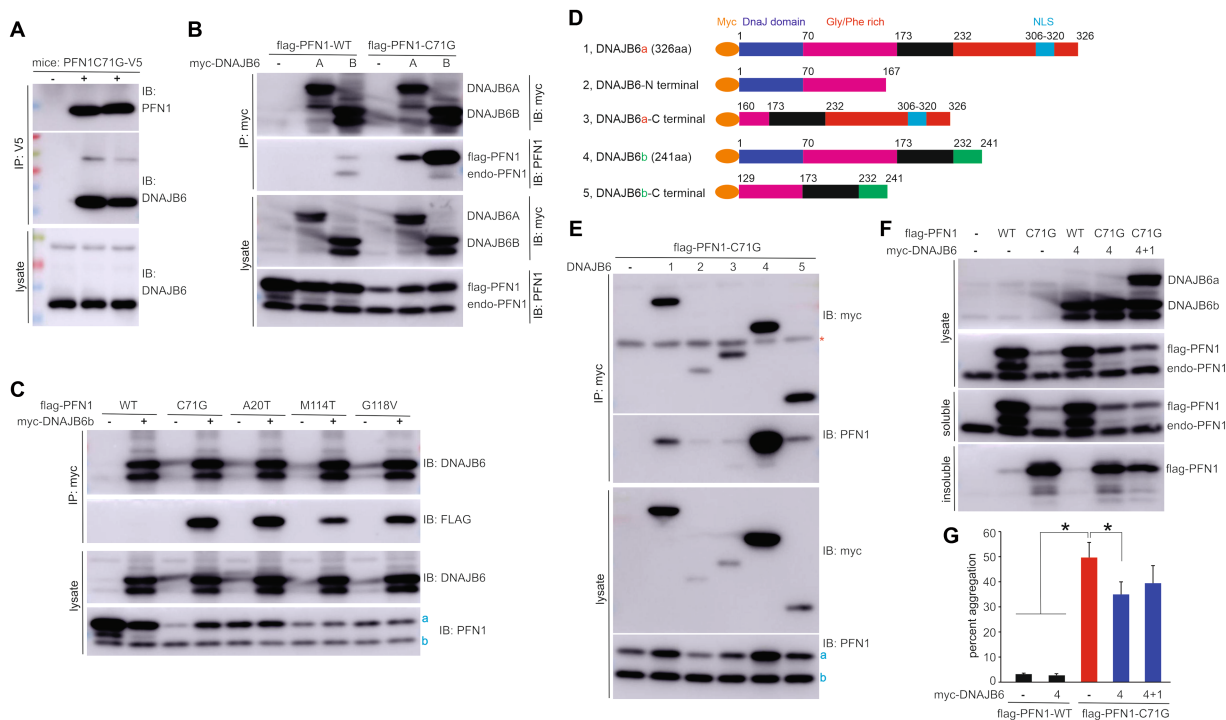 A
mice: PFN1C71G-V5
- + +
IP: V5
IB:
PFN1
IB:
DNAJB6
lysate
IB:
DNAJB6
B
flag-PFN1-WT flag-PFN1-C71G
myc-DNAJB6 - A B - A B
IP: myc
DNAJB6A
DNAJB6B
IB: myc
flag-PFN1
endo-PFN1
IB: PFN1
lysate
DNAJB6A
DNAJB6B
IB: myc
flag-PFN1
endo-PFN1
IB: PFN1
C
flag-PFN1 WT C71G A20T M114T G118V
myc-DNAJB6b - + - + - + - + - +
IP: myc
IB: DNAJB6
IB: FLAG
lysate
IB: DNAJB6
a
IB: PFN1
b
D
Myc DnaJ domain Gly/Phe rich NLS
1 70 173 232 306-320 326
1, DNAJB6a (326aa)
1 70 167
2, DNAJB6-N terminal
160 173 232 306-320 326
3, DNAJB6a-C terminal
1 70 173 232 241
4, DNAJB6b (241aa)
129 173 232 241
5, DNAJB6b-C terminal
E
flag-PFN1-C71G
DNAJB6 - 1 2 3 4 5
IP: myc
IB: myc
*
IB: PFN1
lysate
IB: myc
IB: PFN1
a
b
F
flag-PFN1 - WT C71G WT C71G C71G
myc-DNAJB6 - - - 4 4 4+1
lysate
DNAJB6a
DNAJB6b
flag-PFN1
endo-PFN1
soluble
flag-PFN1
endo-PFN1
insoluble
flag-PFN1
G
percent aggregation
60
50
40
30
20
10
0
* *
myc-DNAJB6 - 4 - 4 4+1
flag-PFN1-WT flag-PFN1-C71G